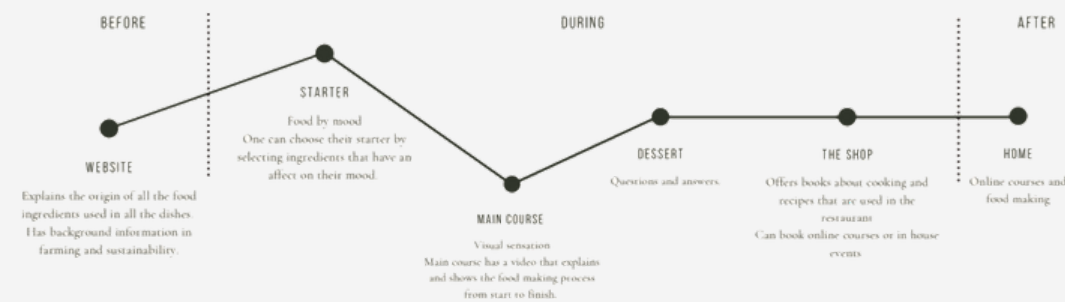 BEFORE
DURING
AFTER
WEBSITE
Explains the origin of all the food
ingredients used in all the dishes.
Has background information in
farming and sustainability.
STARTER
Food by mood
One can choose their starter by
selecting ingredients that have an
affect on their mood.
MAIN COURSE
Visual sensation
Main course has a video that explains
and shows the food making process
from start to finish.
DESSERT
Questions and answers.
THE SHOP
Offers books about cooking and
recipes that are used in the
restaurant
Can book online courses or in house
events
HOME
Online courses and
food making